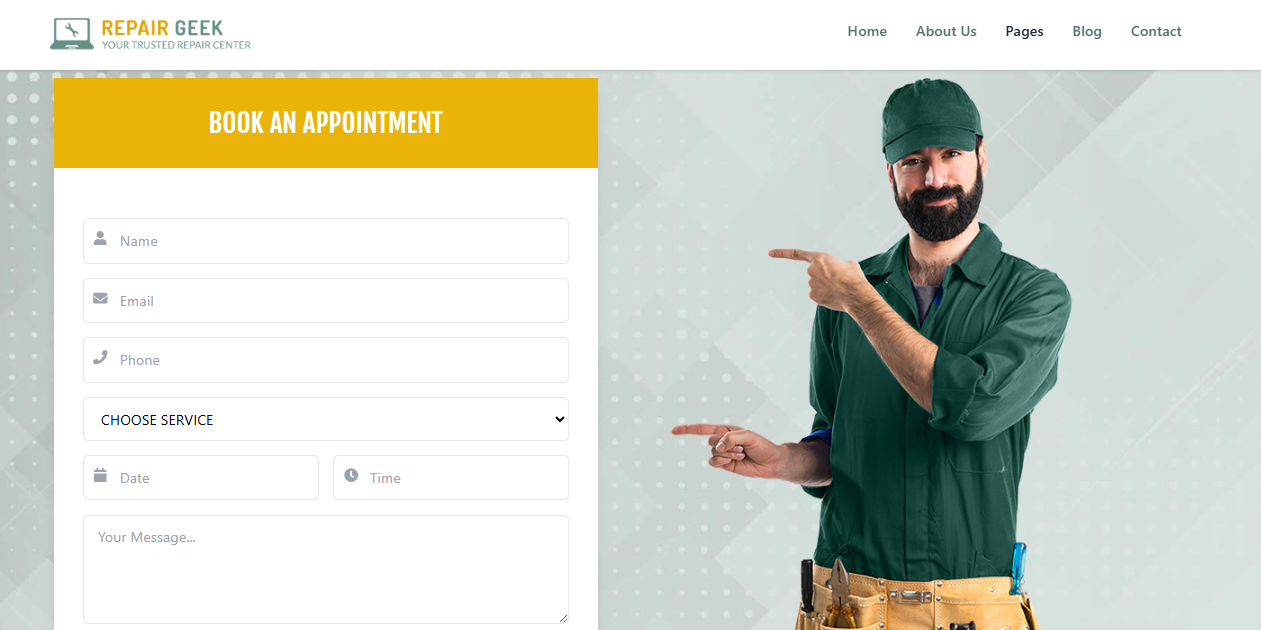 REPAIR GEEK
YOUR TRUSTED REPAIR CENTER
Home About Us Pages Blog Contact
BOOK AN APPOINTMENT
Name
Email
Phone
CHOOSE SERVICE
Date Time
Your Message...